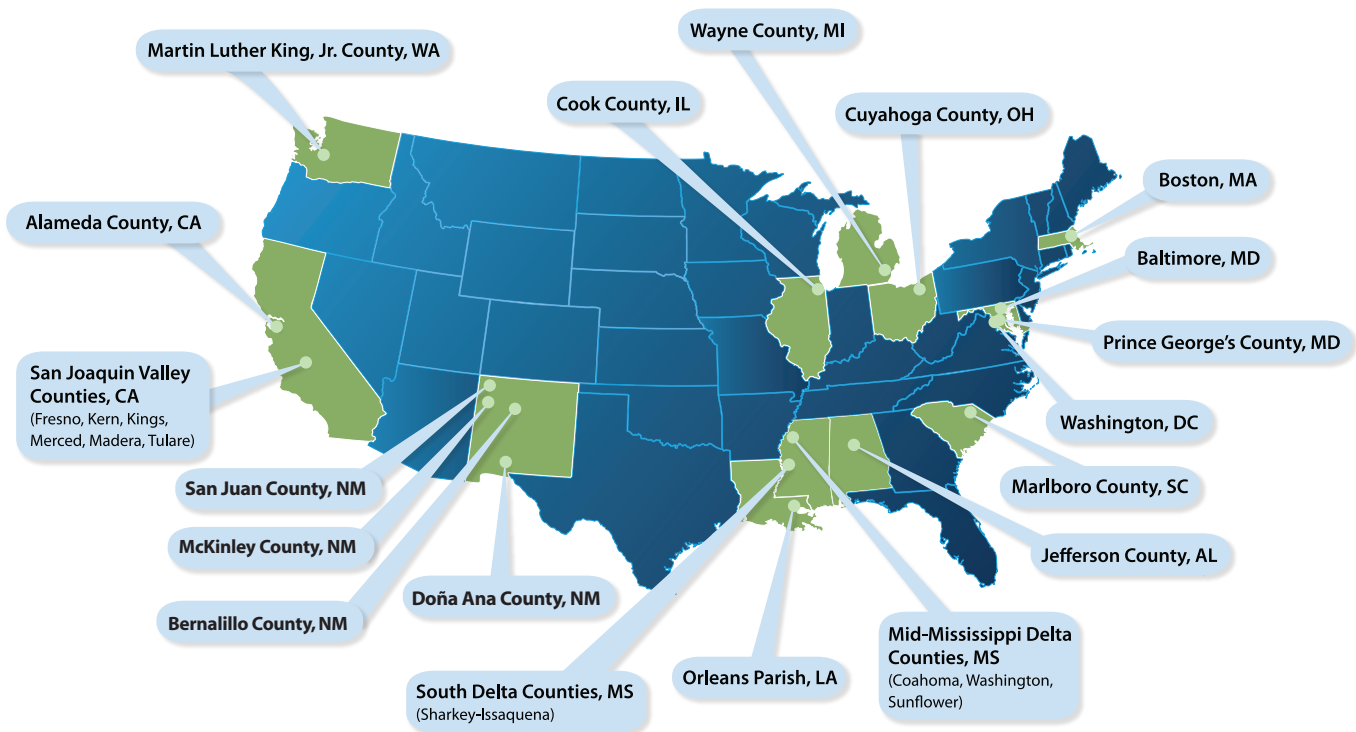 Wayne County, MI
Martin Luther King, Jr. County, WA
Cook County, IL
Cuyahoga County, OH
Boston, MA
Alameda County, CA
Baltimore, MD
Prince George's County, MD
San Joaquin Valley
Counties, CA
(Fresno, Kern, Kings,
Merced, Madera, Tulare)
Washington, DC
San Juan County, NM
Marlboro County, SC
McKinley County, NM
Jefferson County, AL
Doña Ana County, NM
Bernalillo County, NM
Mid-Mississippi Delta
Counties, MS
(Coahoma, Washington,
Sunflower)
Orleans Parish, LA
South Delta Counties, MS
(Sharkey-Issaquena)